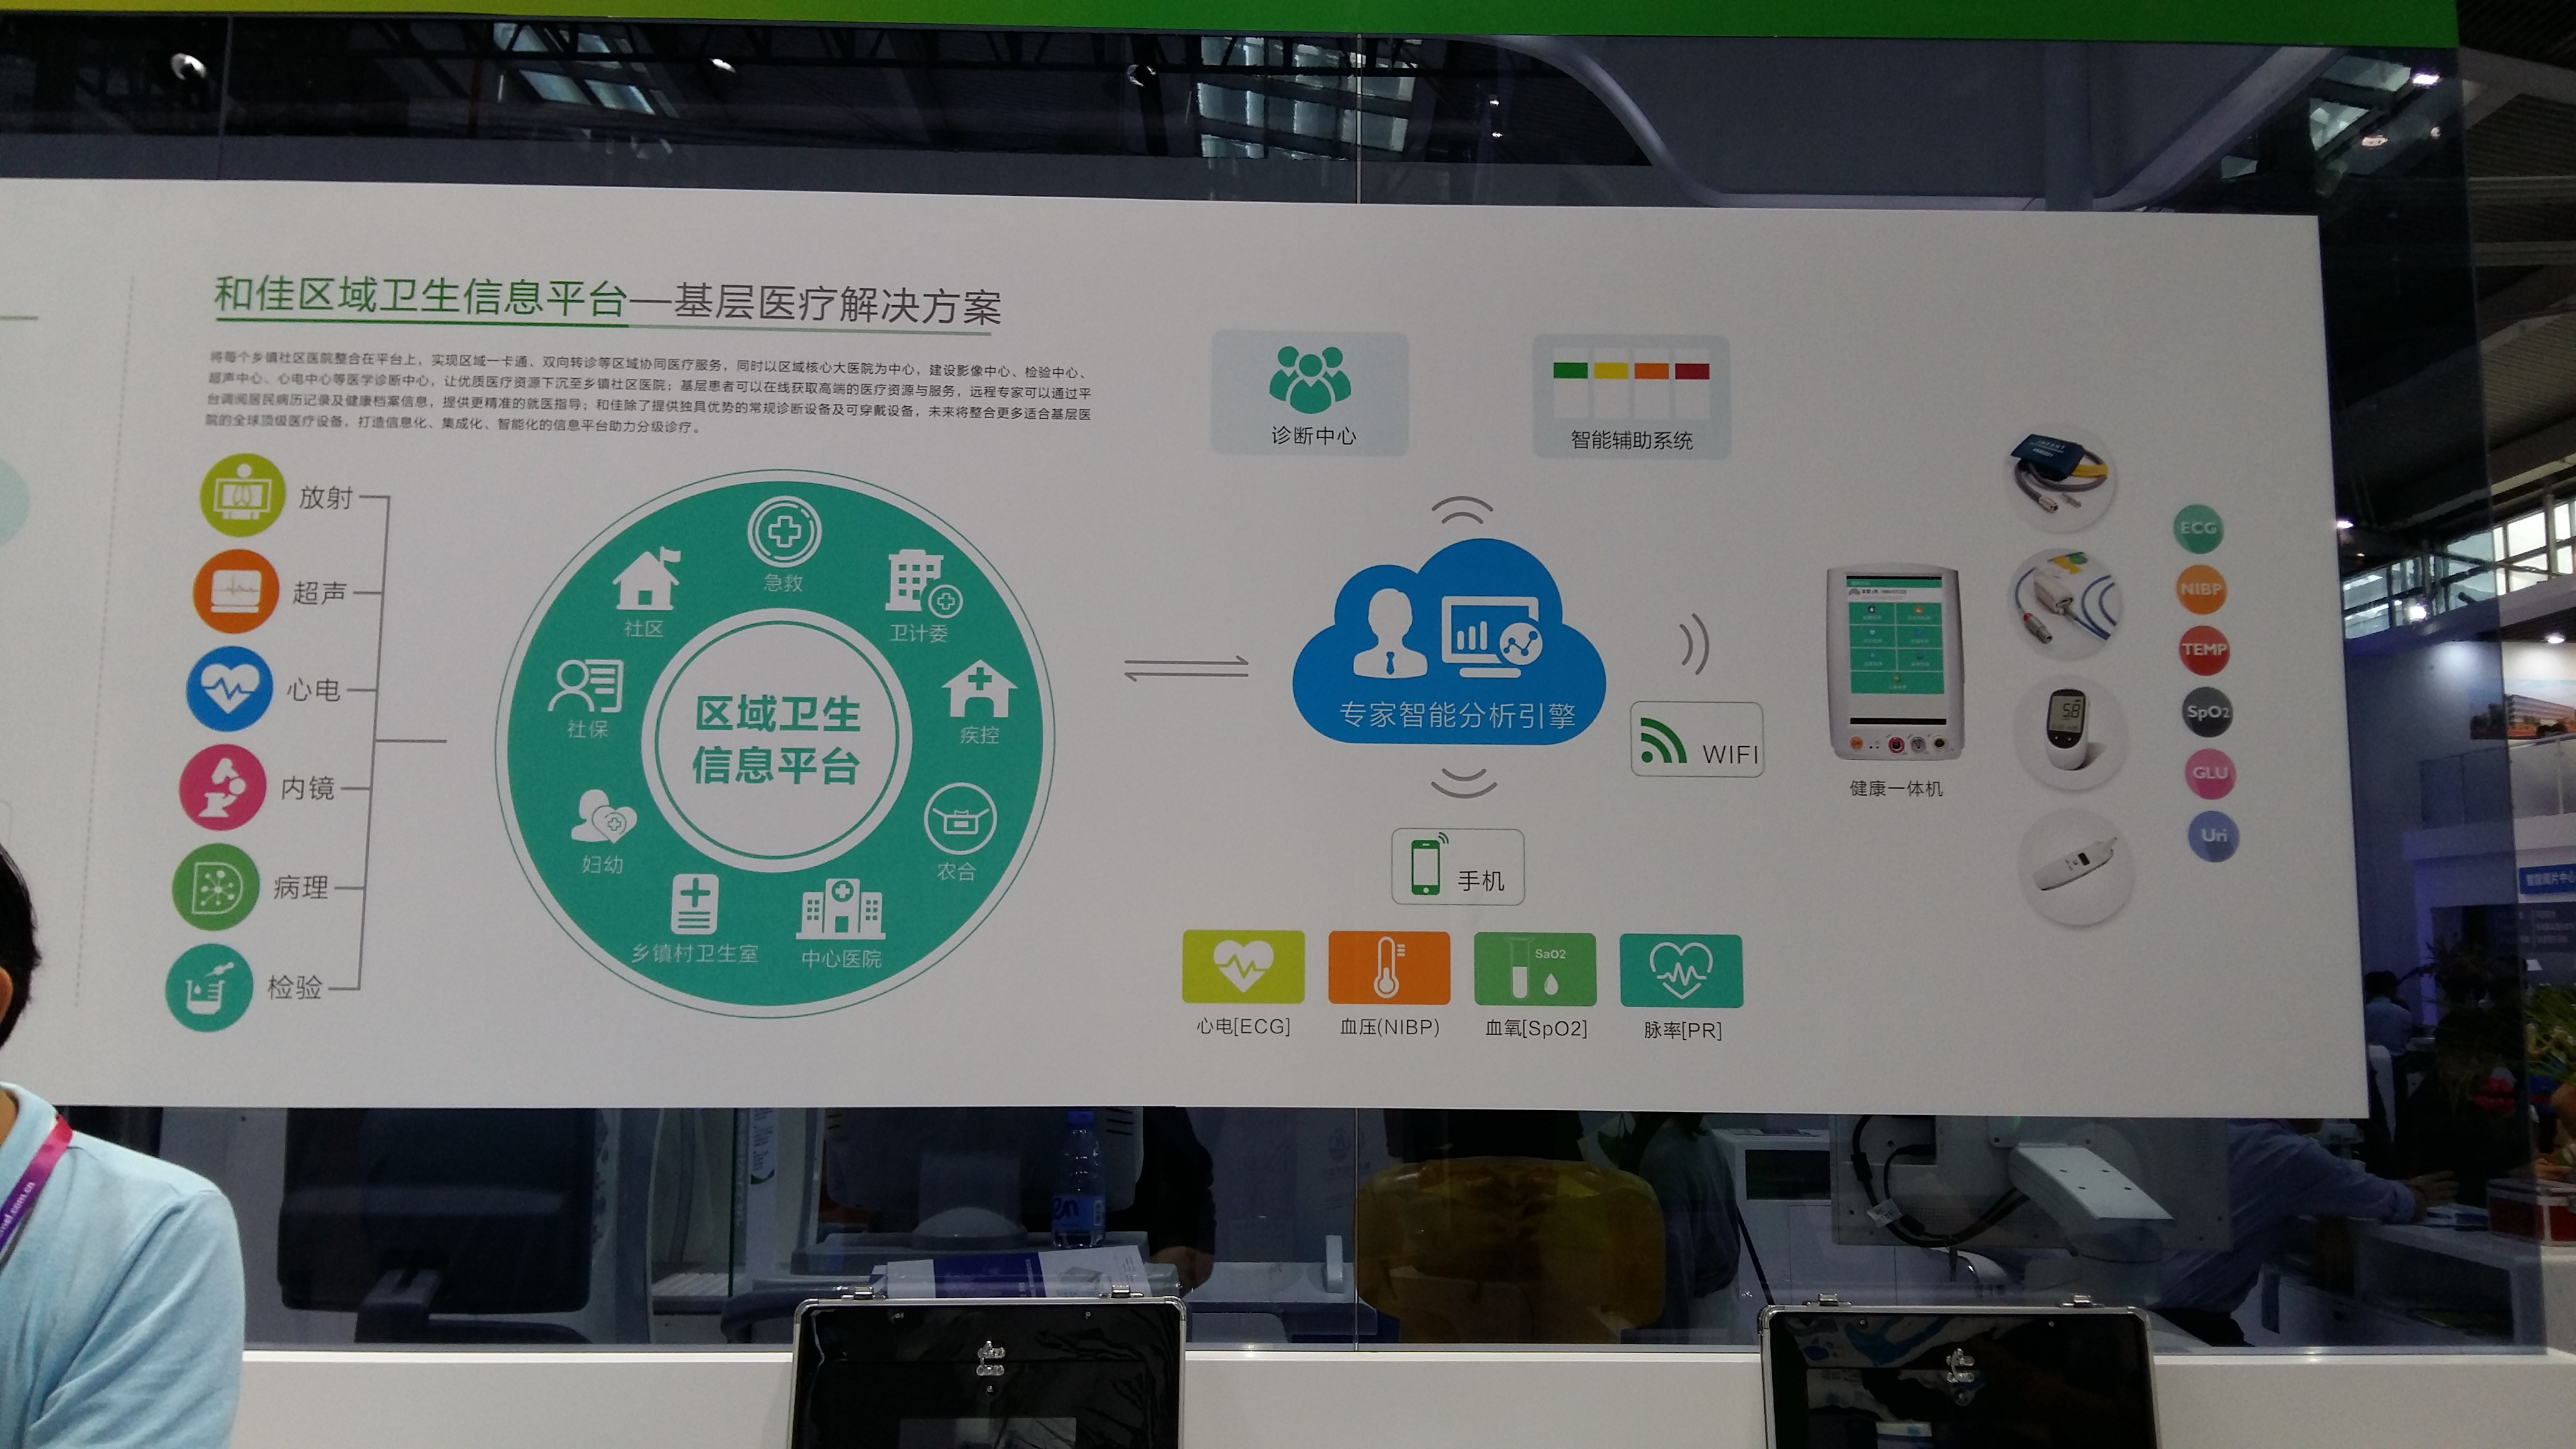 和佳区域卫生信息平台—基层医疗解决方案
将每个乡镇社区医院整合在平台上，实现区域一卡通、双向转诊等区域协同医疗服务，同时以区域核心大医院为中心，建设影像中心、检验中心、
超声中心、心电中心等医学诊断中心，让优质医疗资源下沉至乡镇社区医院；基层患者可以在线获取高端的医疗资源与服务，远程专家可以通过平
台调阅居民病历记录及健康档案信息，提供更精准的就医指导；和佳除了提供独具优势的常规诊断设备及可穿戴设备，未来将整合更多适合基层医
院的全球顶级医疗设备，打造信息化、集成化、智能化的信息平台助力分级诊疗。
放射
超声
心电
内镜
病理
检验
急救
卫计委
疾控
农合
中心医院
乡镇村卫生室
妇幼
社保
社区
区域卫生
信息平台
诊断中心
智能辅助系统
专家智能分析引擎
WIFI
手机
SaO2
心电[ECG]
血压(NIBP)
血氧[SpO2]
脉率[PR]
健康一体机
5.8
ECG
NIBP
TEMP
SpO2
GLU
Uri